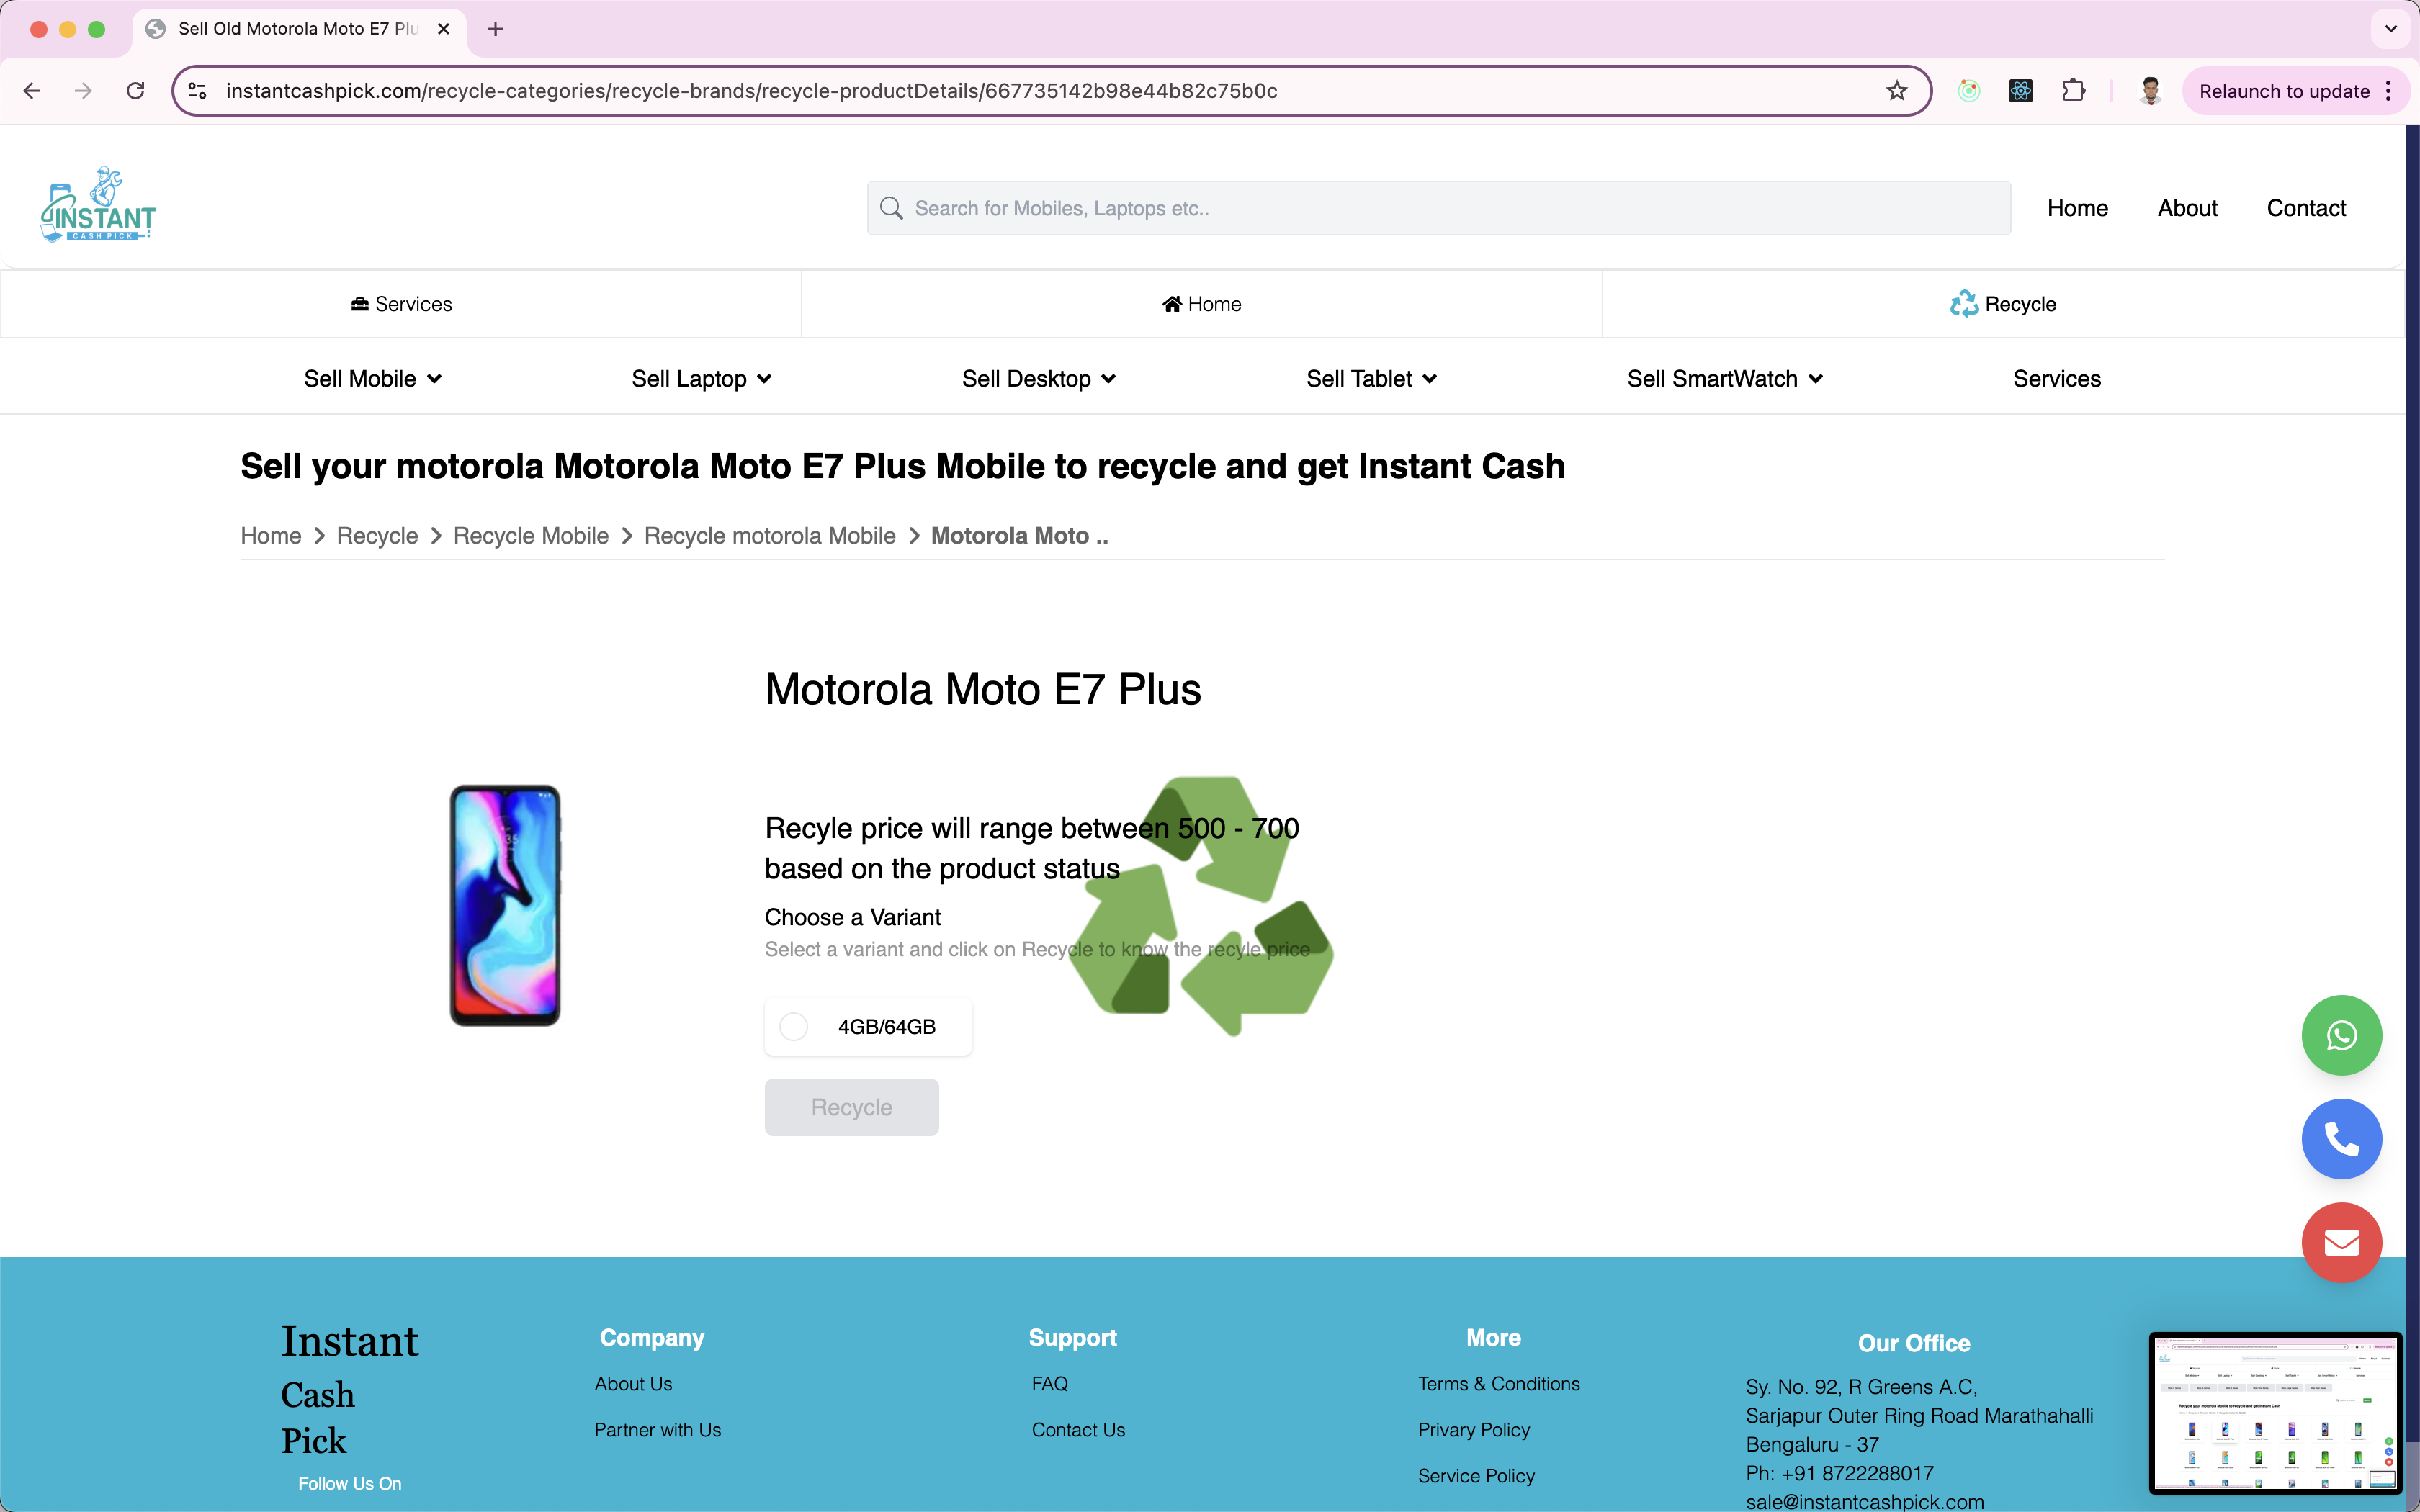 Sell Old Motorola Moto E7 Plu
instantcashpick.com/recycle-categories/recycle-brands/recycle-productDetails/667735142b98e44b82c75b0c
Relaunch to update
INSTANT
CASH PICK
Search for Mobiles, Laptops etc..
Home
About
Contact
Services
Home
Recycle
Sell Mobile
Sell Laptop
Sell Desktop
Sell Tablet
Sell SmartWatch
Services
Sell your motorola Motorola Moto E7 Plus Mobile to recycle and get Instant Cash
Home > Recycle > Recycle Mobile > Recycle motorola Mobile > Motorola Moto ..
Motorola Moto E7 Plus
Recyle price will range between 500 - 700
based on the product status
Choose a Variant
Select a variant and click on Recycle to know the recyle price
4GB/64GB
Recycle
Instant
Cash
Pick
Follow Us On
Company
About Us
Partner with Us
Support
FAQ
Contact Us
More
Terms & Conditions
Privary Policy
Service Policy
Our Office
Sy. No. 92, R Greens A.C,
Sarjapur Outer Ring Road Marathahalli
Bengaluru - 37
Ph: +91 8722288017
sale@instantcashpick.com